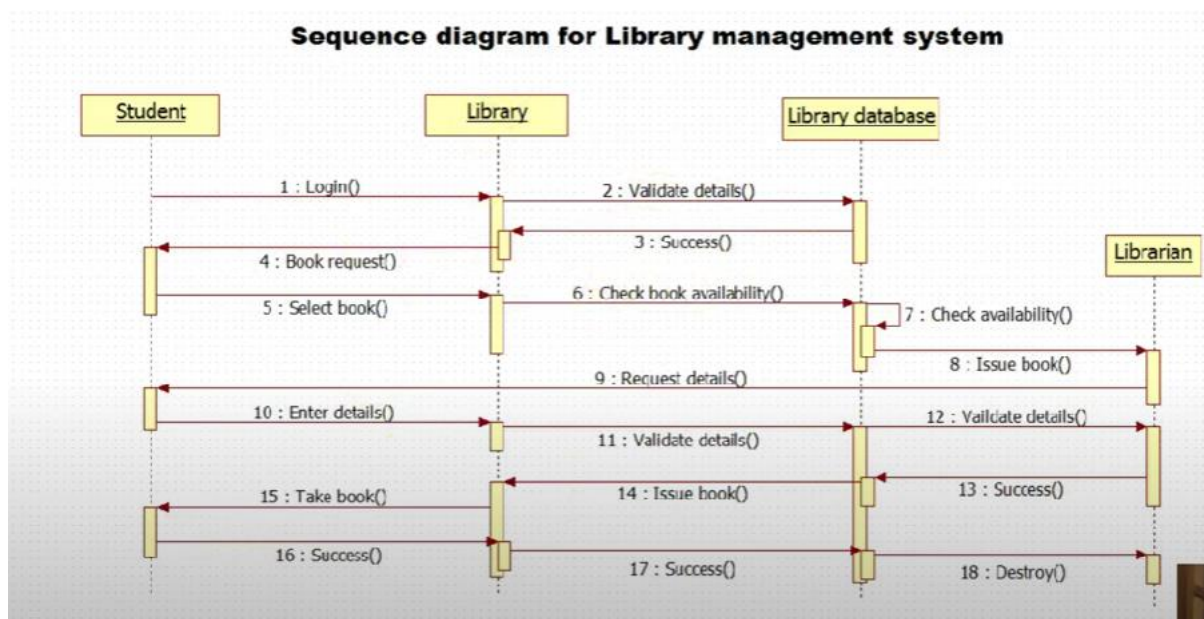 Sequence diagram for Library management system
Student
Library
Library database
Librarian
1 : Login()
2 : Validate details()
3 : Success()
4 : Book request()
5 : Select book()
6 : Check book availability()
7 : Check availability()
8 : Issue book()
9 : Request details()
10 : Enter details()
11 : Validate details()
12 : Validate details()
13 : Success()
14 : Issue book()
15 : Take book()
16 : Success()
17 : Success()
18 : Destroy()